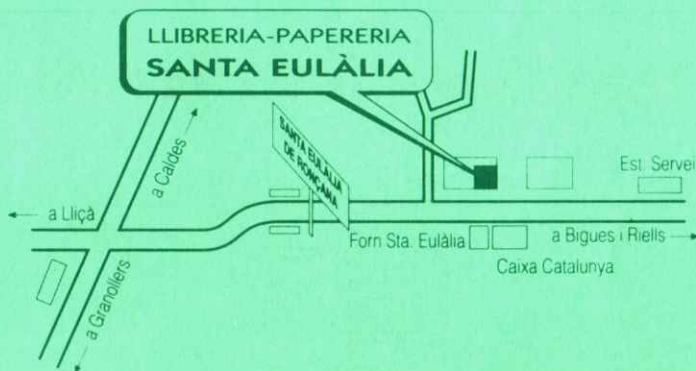 LLIBRERIA-PAPERERIA
SANTA EULÀLIA
a Caldes
SANTA EULÀLIA
DE RONÇANA
Est. Servei
a Lliçà
Forn Sta. Eulália
a Bigues i Riells
Caixa Catalunya
a Granollers